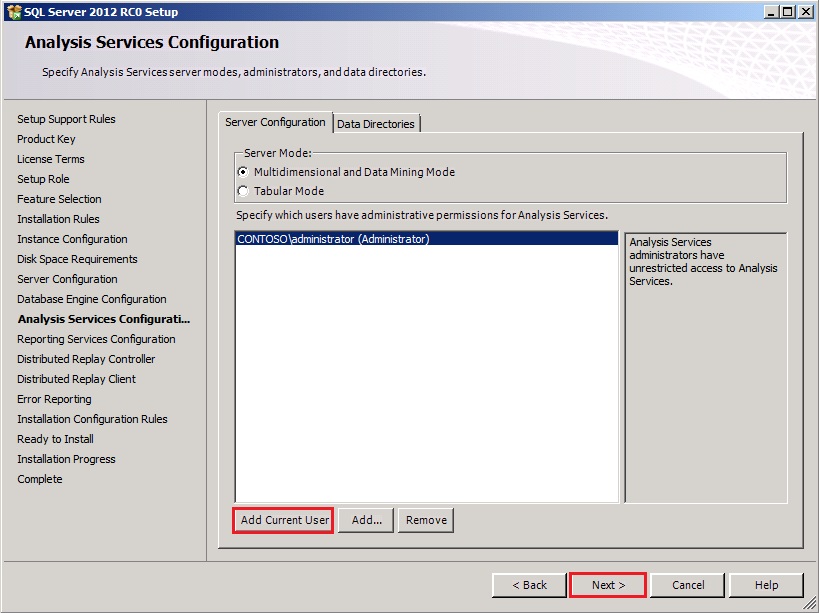 SQL Server 2012 RC0 Setup
Analysis Services Configuration
Specify Analysis Services server modes, administrators, and data directories.
Setup Support Rules
Product Key
License Terms
Setup Role
Feature Selection
Installation Rules
Instance Configuration
Disk Space Requirements
Server Configuration
Database Engine Configuration
Analysis Services Configurati...
Reporting Services Configuration
Distributed Replay Controller
Distributed Replay Client
Error Reporting
Installation Configuration Rules
Ready to Install
Installation Progress
Complete
Server Configuration
Data Directories
Server Mode:
Multidimensional and Data Mining Mode
Tabular Mode
Specify which users have administrative permissions for Analysis Services.
CONTOSO\administrator (Administrator)
Analysis Services
administrators have
unrestricted access to Analysis
Services.
Add Current User
Add...
Remove
< Back
Next >
Cancel
Help